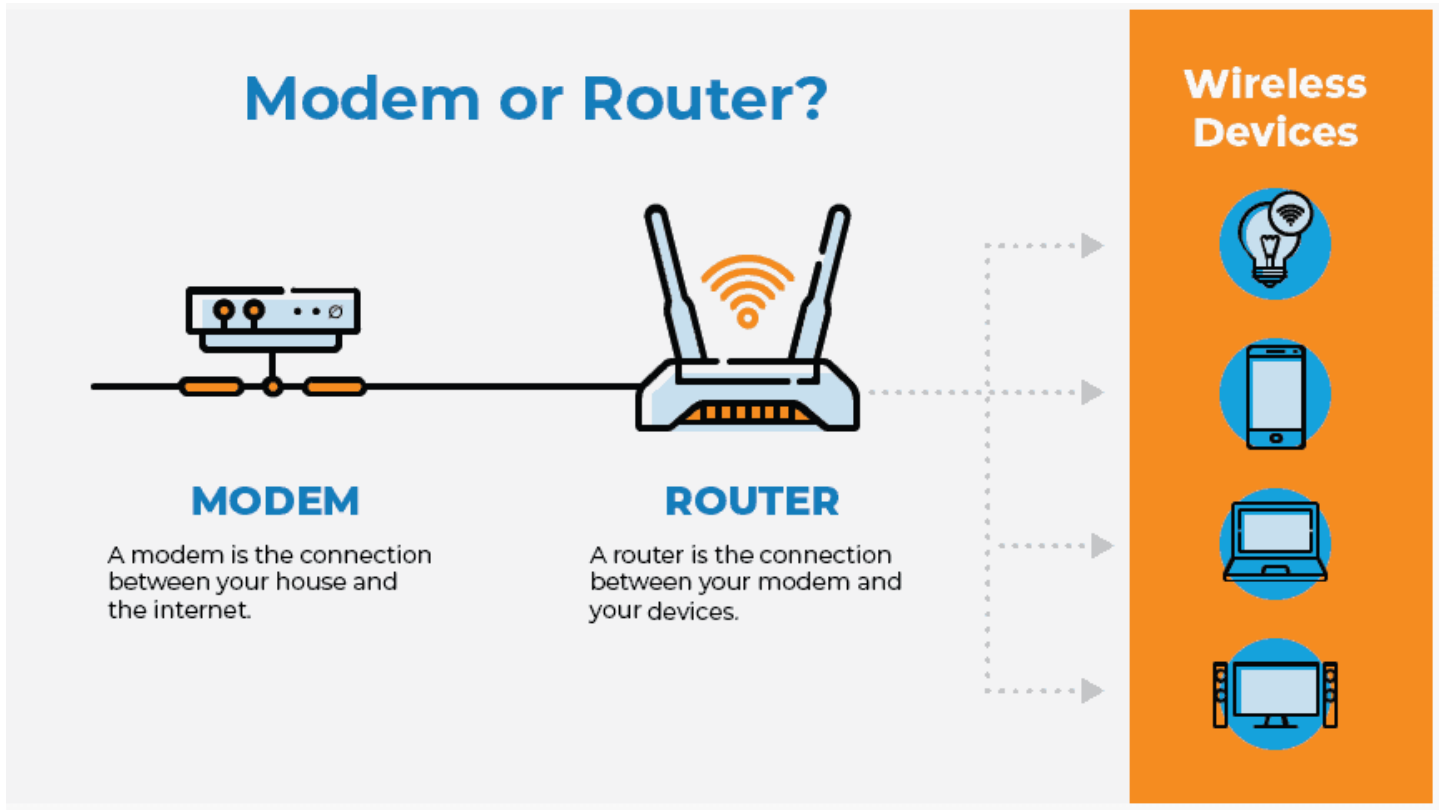 Modem or Router?
Wireless
Devices
MODEM
A modem is the connection
between your house and
the internet.
ROUTER
A router is the connection
between your modem and
your devices.